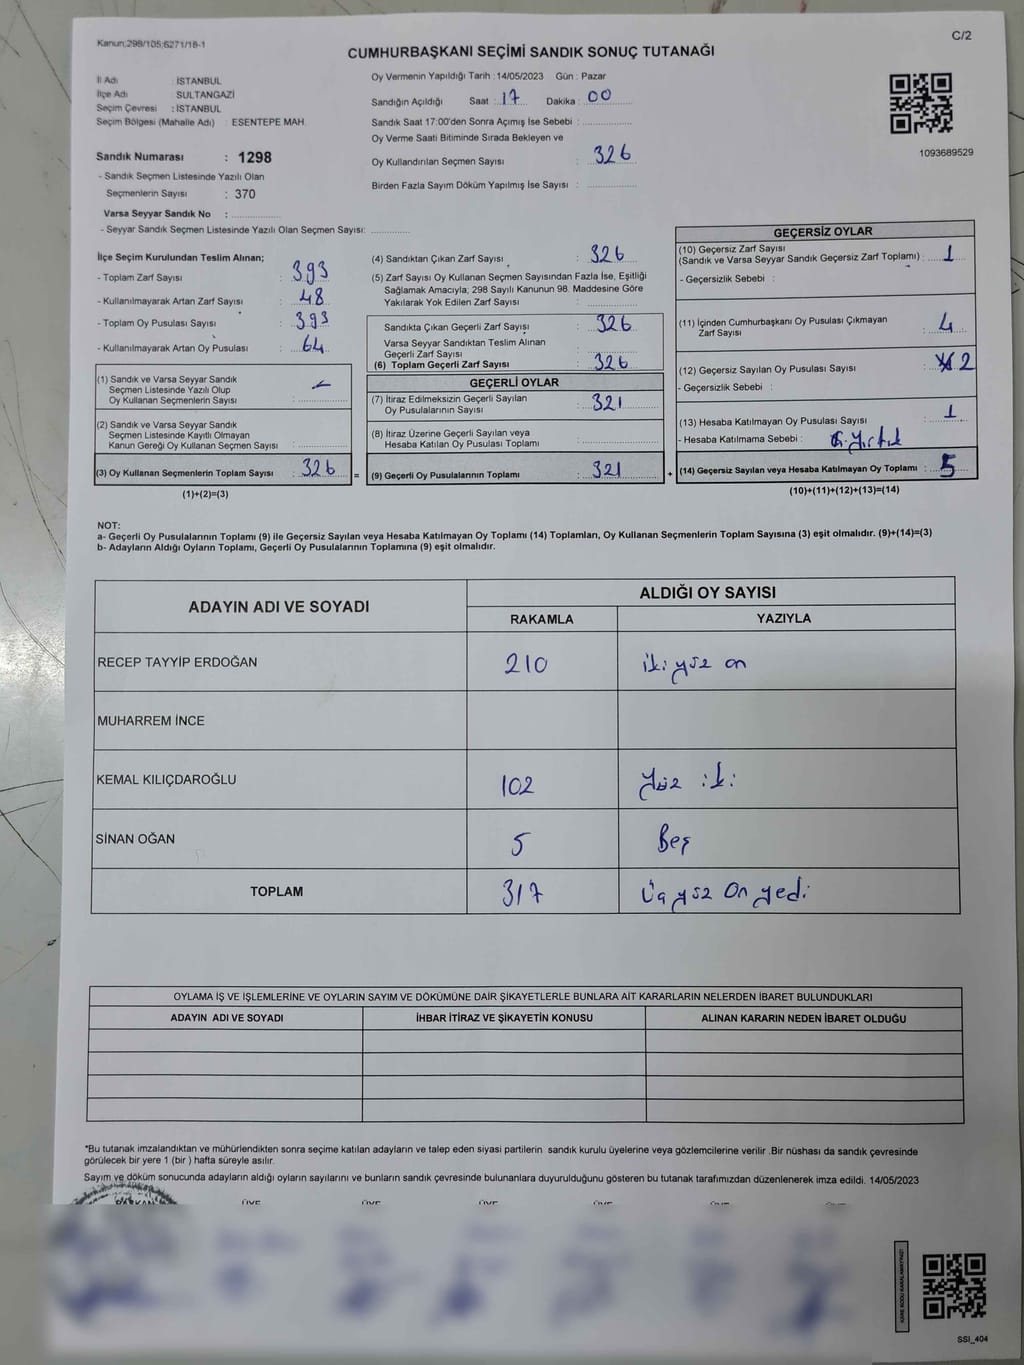 Kanun;298/105;6271/18-1
C/2
CUMHURBAŞKANI SEÇİMİ SANDIK SONUÇ TUTANAĞI
İl Adı : İSTANBUL
İlçe Adı : SULTANGAZİ
Seçim Çevresi : İSTANBUL
Seçim Bölgesi (Mahalle Adı) : ESENTEPE MAH.
Sandık Numarası : 1298
- Sandık Seçmen Listesinde Yazılı Olan
Seçmenlerin Sayısı : 370
Varsa Seyyar Sandık No : ..............
- Seyyar Sandık Seçmen Listesinde Yazılı Olan Seçmen Sayısı: ............
Oy Vermenin Yapıldığı Tarih : 14/05/2023 Gün : Pazar
Sandığın Açıldığı Saat : 17 Dakika : 00
Sandık Saat 17:00'den Sonra Açımış İse Sebebi : ..............
Oy Verme Saati Bitiminde Sırada Bekleyen ve
Oy Kullandırılan Seçmen Sayısı : 326
Birden Fazla Sayım Döküm Yapılmış İse Sayısı : ..............
1093689529
İlçe Seçim Kurulundan Teslim Alınan;
- Toplam Zarf Sayısı : 393
- Kullanılmayarak Artan Zarf Sayısı : 48
- Toplam Oy Pusulası Sayısı : 393
- Kullanılmayarak Artan Oy Pusulası : 64
(1) Sandık ve Varsa Seyyar Sandık
Seçmen Listesinde Yazılı Olup
Oy Kullanan Seçmenlerin Sayısı :
(2) Sandık ve Varsa Seyyar Sandık
Seçmen Listesinde Kayıtlı Olmayan
Kanun Gereği Oy Kullanan Seçmen Sayısı :
(3) Oy Kullanan Seçmenlerin Toplam Sayısı : 326
(1)+(2)=(3)
=
(4) Sandıktan Çıkan Zarf Sayısı : 326
(5) Zarf Sayısı Oy Kullanan Seçmen Sayısından Fazla İse, Eşitliği
Sağlamak Amacıyla, 298 Sayılı Kanunun 98. Maddesine Göre
Yakılarak Yok Edilen Zarf Sayısı :
Sandıkta Çıkan Geçerli Zarf Sayısı : 326
Varsa Seyyar Sandıktan Teslim Alınan
Geçerli Zarf Sayısı :
(6) Toplam Geçerli Zarf Sayısı : 326
GEÇERLİ OYLAR
(7) İtiraz Edilmeksizin Geçerli Sayılan
Oy Pusulalarının Sayısı : 321
(8) İtiraz Üzerine Geçerli Sayılan veya
Hesaba Katılan Oy Pusulası Toplamı :
(9) Geçerli Oy Pusulalarının Toplamı : 321
+
GEÇERSİZ OYLAR
(10) Geçersiz Zarf Sayısı
(Sandık ve Varsa Seyyar Sandık Geçersiz Zarf Toplamı) : 1
- Geçersizlik Sebebi :
(11) İçinden Cumhurbaşkanı Oy Pusulası Çıkmayan
Zarf Sayısı : 4
(12) Geçersiz Sayılan Oy Pusulası Sayısı : 2
- Geçersizlik Sebebi :
(13) Hesaba Katılmayan Oy Pusulası Sayısı : 1
- Hesaba Katılmama Sebebi : Yırtık
(14) Geçersiz Sayılan veya Hesaba Katılmayan Oy Toplamı : 5
(10)+(11)+(12)+(13)=(14)
NOT:
a- Geçerli Oy Pusulalarının Toplamı (9) ile Geçersiz Sayılan veya Hesaba Katılmayan Oy Toplamı (14) Toplamları, Oy Kullanan Seçmenlerin Toplam Sayısına (3) eşit olmalıdır. (9)+(14)=(3)
b- Adayların Aldığı Oyların Toplamı, Geçerli Oy Pusulalarının Toplamına (9) eşit olmalıdır.
ADAYIN ADI VE SOYADI ALDIĞI OY SAYISI
RAKAMLA YAZIYLA
RECEP TAYYİP ERDOĞAN 210 iki yüz on
MUHARREM İNCE
KEMAL KILIÇDAROĞLU 102 Yüz iki
SİNAN OĞAN 5 Beş
TOPLAM 317 Üç yüz On yedi
OYLAMA İŞ VE İŞLEMLERİNE VE OYLARIN SAYIM VE DÖKÜMÜNE DAİR ŞİKAYETLERLE BUNLARA AİT KARARLARIN NELERDEN İBARET BULUNDUKLARI
ADAYIN ADI VE SOYADI İHBAR İTİRAZ VE ŞİKAYETİN KONUSU ALINAN KARARIN NEDEN İBARET OLDUĞU
*Bu tutanak imzalandıktan ve mühürlendikten sonra seçime katılan adayların ve talep eden siyasi partilerin sandık kurulu üyelerine veya gözlemcilerine verilir .Bir nüshası da sandık çevresinde
görülecek bir yere 1 (bir ) hafta süreyle asılır.
Sayım ve döküm sonucunda adayların aldığı oyların sayılarını ve bunların sandık çevresinde bulunanlara duyurulduğunu gösteren bu tutanak tarafımızdan düzenlenerek imza edildi. 14/05/2023
SSI_404